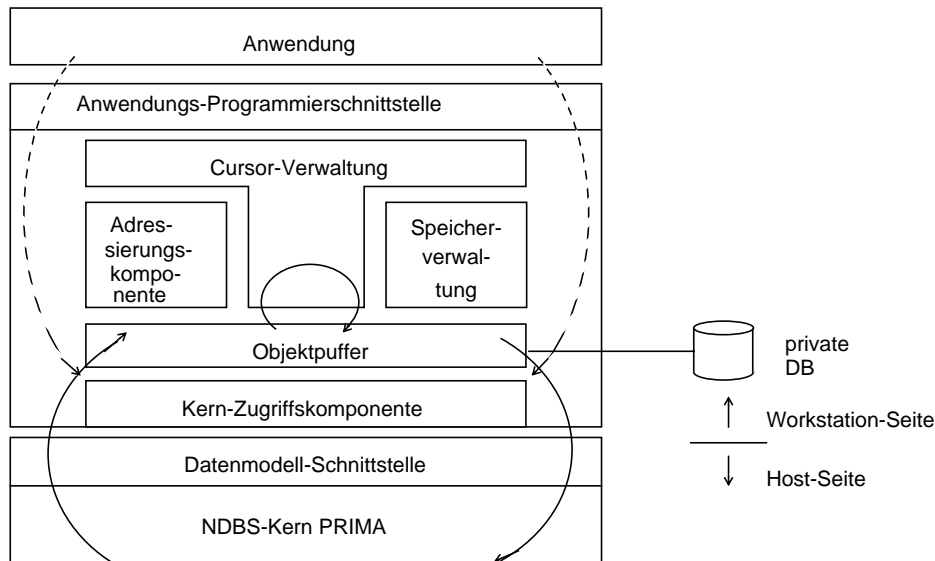 Anwendung
Anwendungs-Programmierschnittstelle
Cursor-Verwaltung
Adres-
sierungs-
kompo-
nente
Speicher-
verwal-
tung
Objektpuffer
private
DB
Kern-Zugriffskomponente
Workstation-Seite
Datenmodell-Schnittstelle
Host-Seite
NDBS-Kern PRIMA